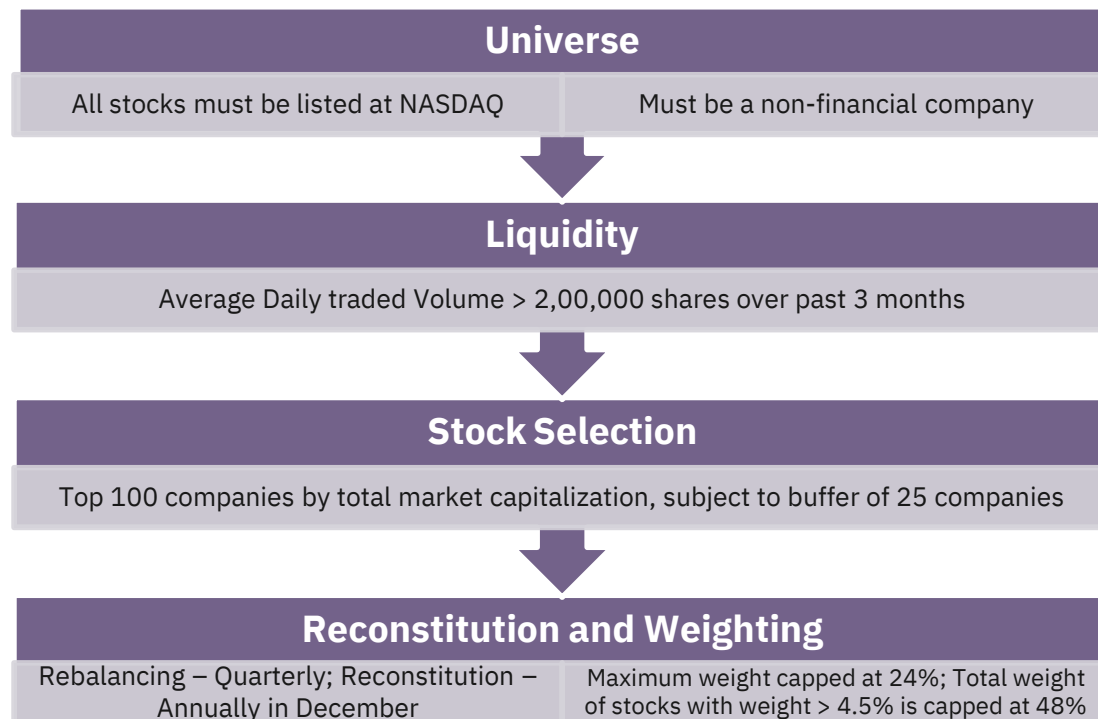 Universe
All stocks must be listed at NASDAQ
Must be a non-financial company
Liquidity
Average Daily traded Volume > 2,00,000 shares over past 3 months
Stock Selection
Top 100 companies by total market capitalization, subject to buffer of 25 companies
Reconstitution and Weighting
Rebalancing – Quarterly; Reconstitution –
Annually in December
Maximum weight capped at 24%; Total weight
of stocks with weight > 4.5% is capped at 48%